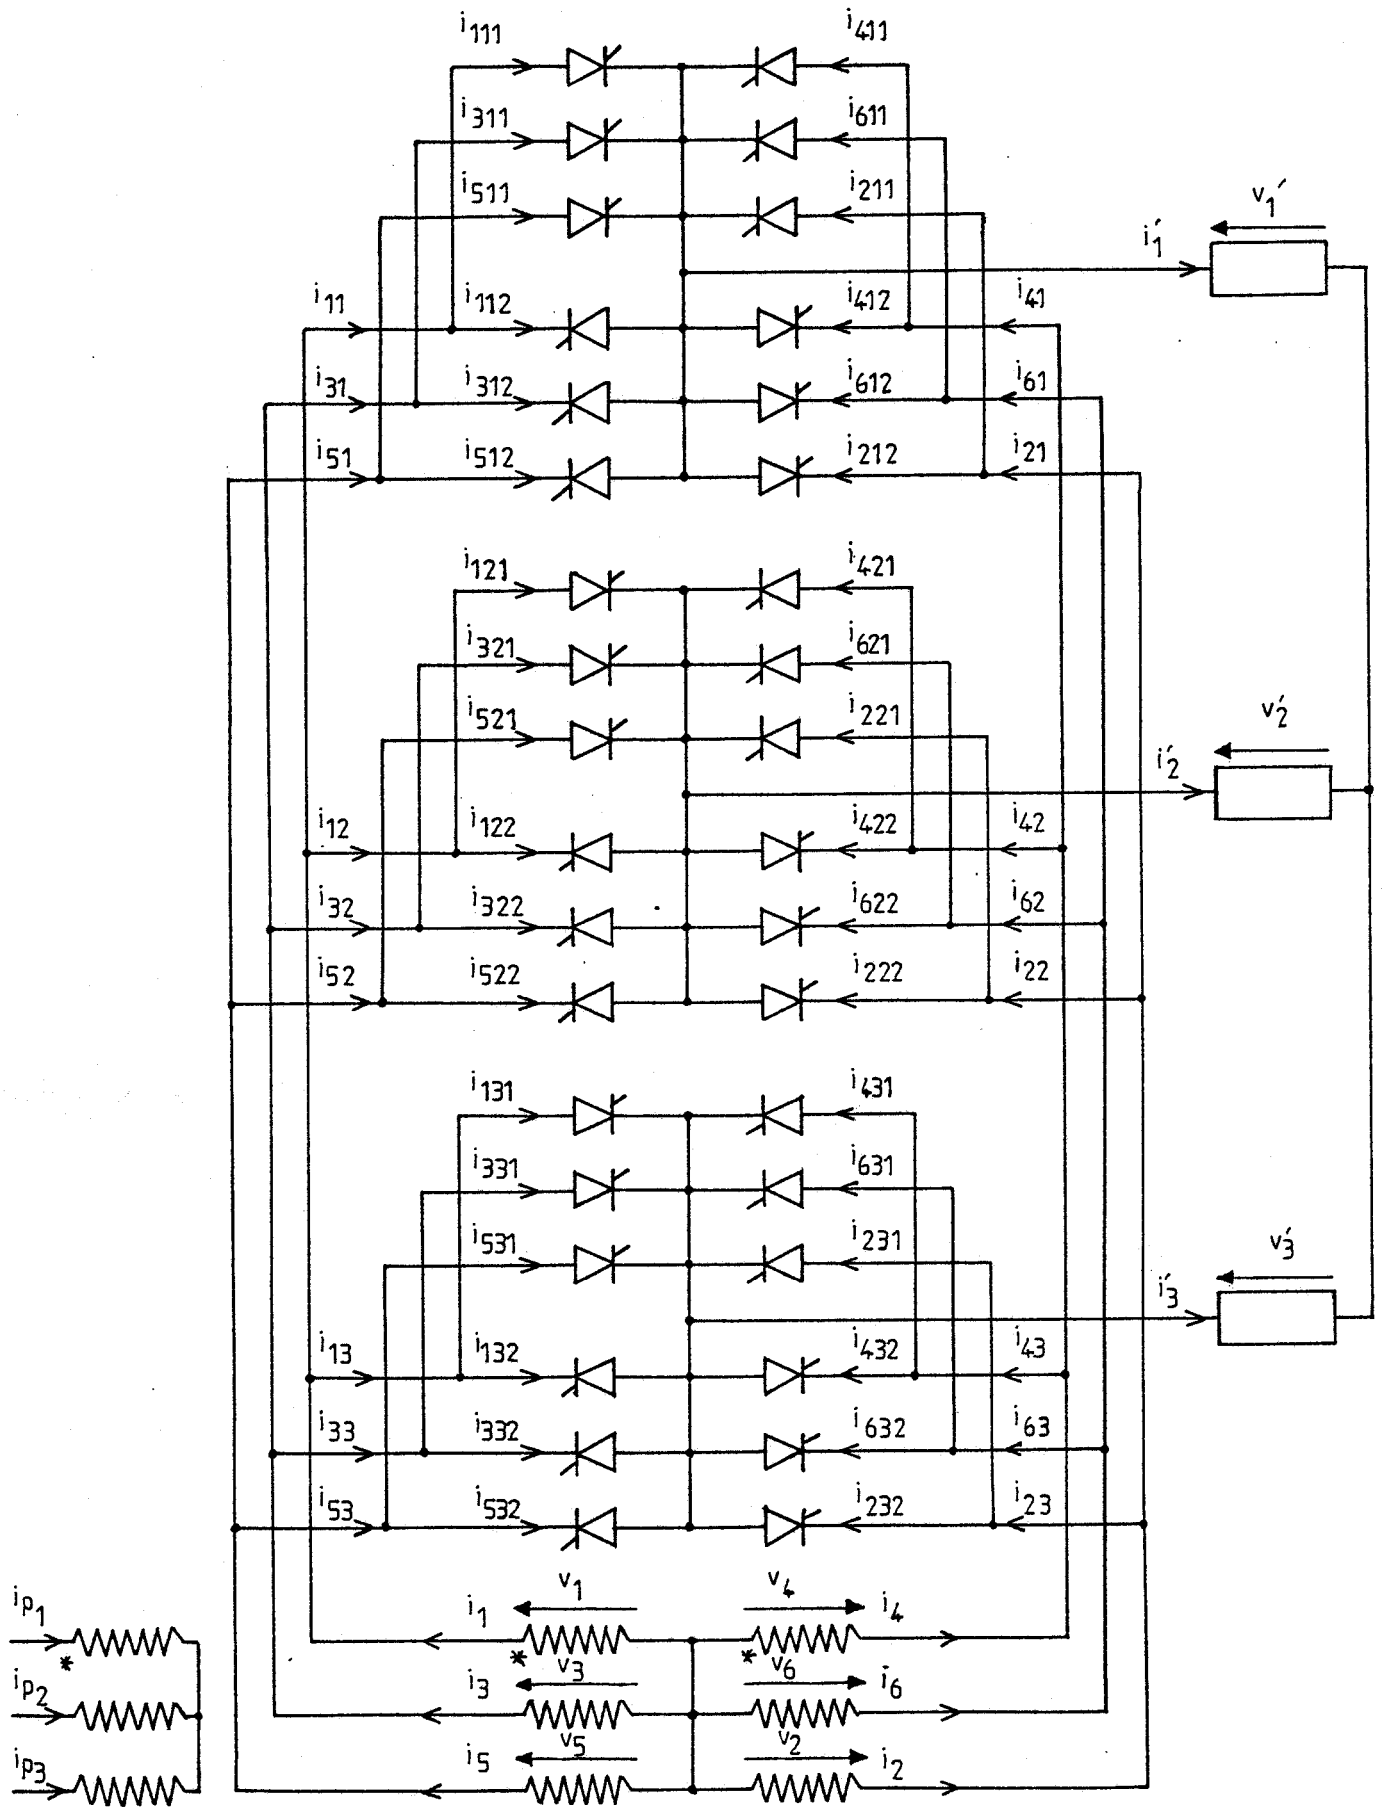 i111 i411
i311 i611
i511 i211
v1′
i1′
i11 i112 i412 i41
i31 i312 i612 i61
i51 i512 i212 i21
i121 i421
i321 i621
i521 i221
v2′
i2′
i12 i122 i422 i42
i32 i322 i622 i62
i52 i522 i222 i22
i131 i431
i331 i631
i531 i231
v3′
i3′
i13 i132 i432 i43
i33 i332 i632 i63
i53 i532 i232 i23
ip1 i1 v1 v4 i4
* * *
ip2 i3 v3 v6 i6
ip3 i5 v5 v2 i2